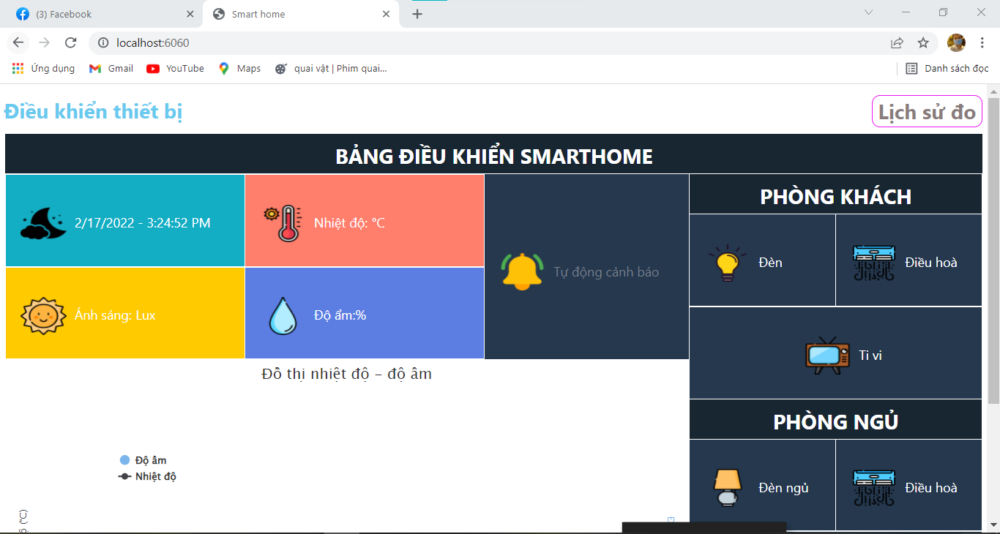 (3) Facebook
Smart home
localhost:6060
Ứng dụng
Gmail
YouTube
Maps
quai vật | Phim quai...
Danh sách đọc
Điều khiển thiết bị
Lịch sử đo
BẢNG ĐIỀU KHIỂN SMARTHOME
2/17/2022 - 3:24:52 PM
Nhiệt độ: °C
Ánh sáng: Lux
Độ ẩm:%
Tự động cảnh báo
PHÒNG KHÁCH
Đèn
Điều hoà
Ti vi
PHÒNG NGỦ
Đèn ngủ
Điều hoà
Đồ thị nhiệt độ – độ âm
Độ âm
Nhiệt độ
(°C)